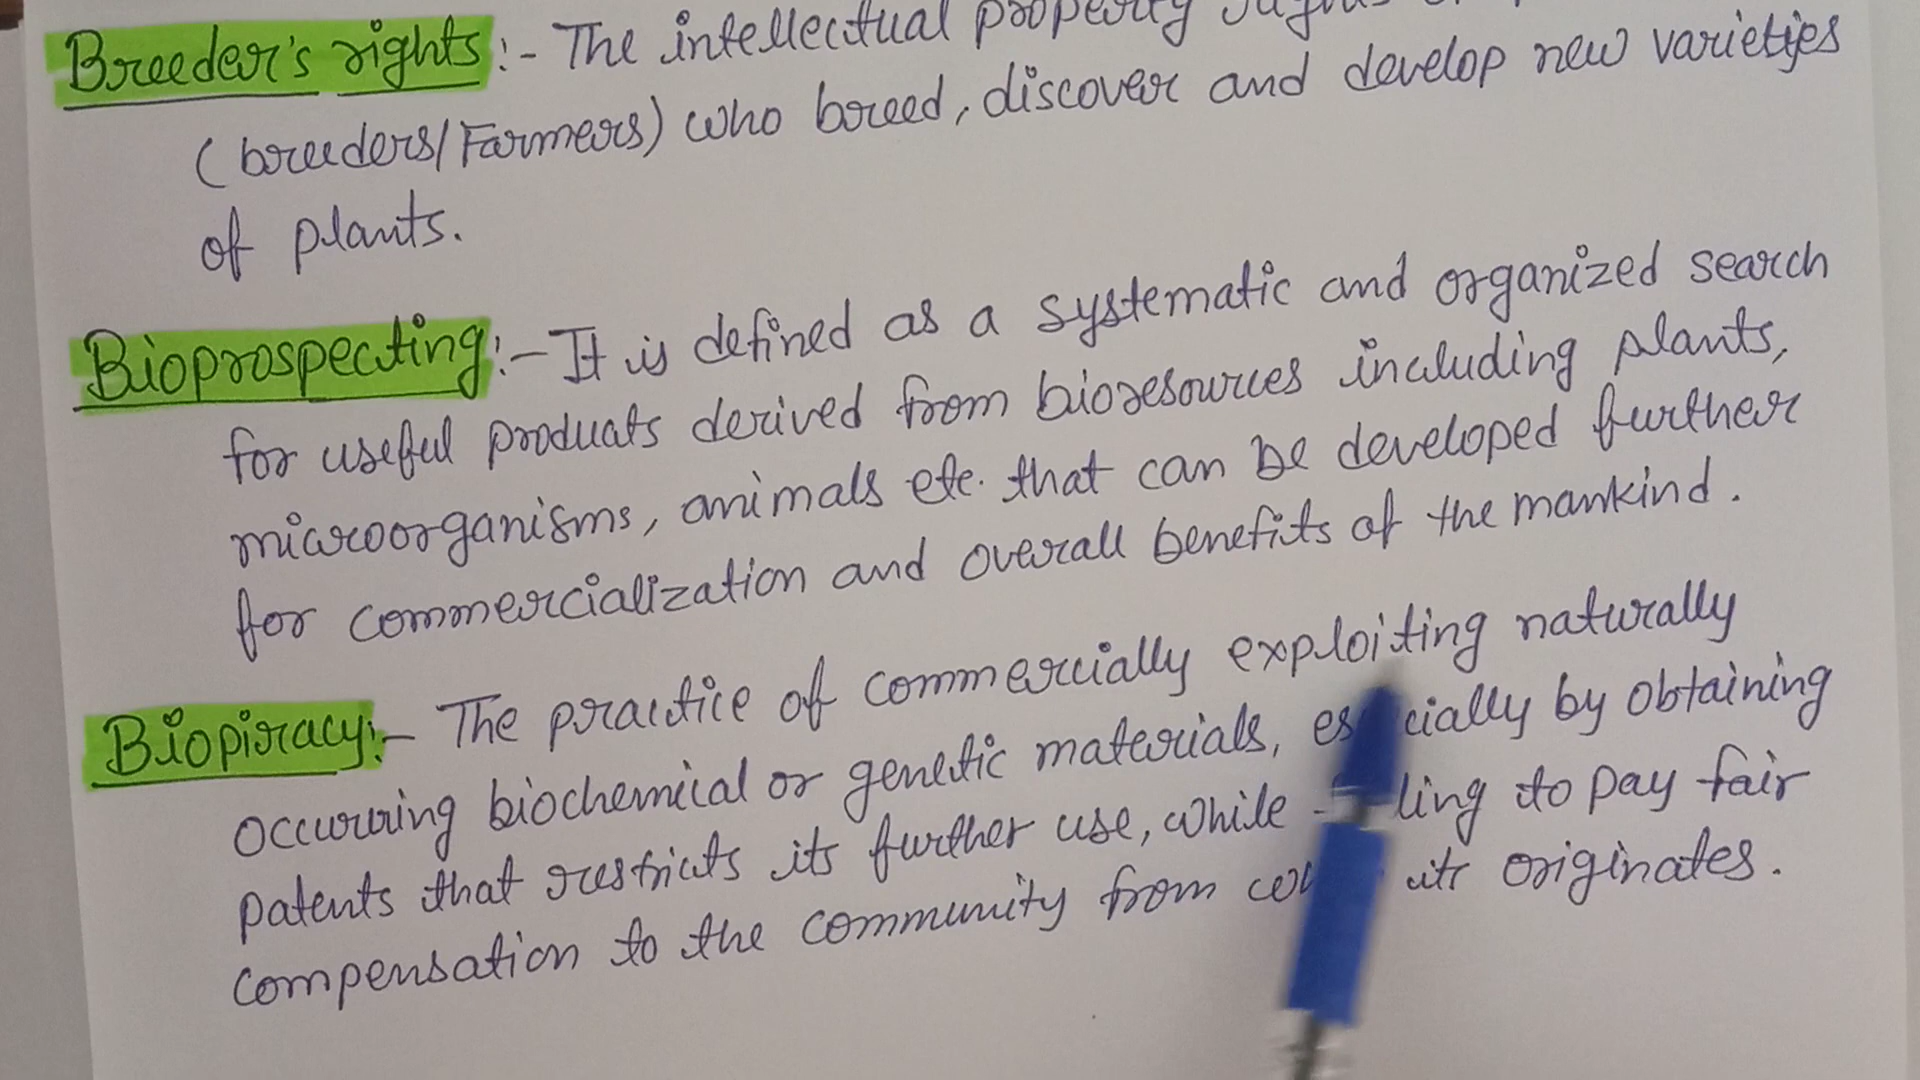 Breeder's rights :- The intellectual property rights
(breeders/Farmers) who breed, discover and develop new varieties
of plants.
Bioprospecting :- It is defined as a systematic and organized search
for useful products derived from bioresources including plants,
microorganisms, animals etc. that can be developed further
for commercialization and overall benefits of the mankind.
Biopiracy :- The practice of commercially exploiting naturally
occurring biochemical or genetic materials, by obtaining
patents that restricts its further use, while to pay fair
compensation to the community from its originates.